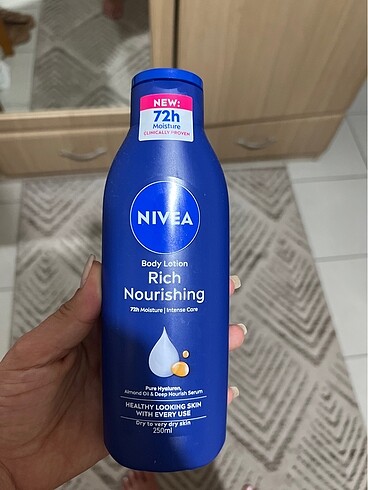 NEW:
72h
Moisture
CLINICALLY PROVEN
NIVEA
Body Lotion
Rich
Nourishing
72h Moisture | Intense Care
Pure Hyaluron,
Almond Oil & Deep Nourish Serum
HEALTHY LOOKING SKIN
WITH EVERY USE
Dry to very dry skin
250ml